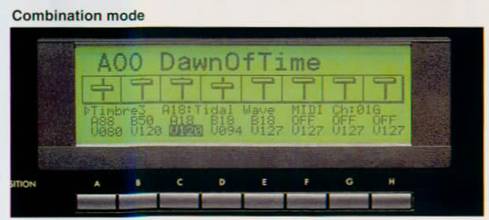 Combination mode
A00 DawnOfTime
▷Timbre3 A18:Tidal Wave MIDI Ch:01G
A88 B50 A18 B18 B18 OFF OFF OFF
V080 V120 V120 V094 V127 V127 V127 V127
SITION A B C D E F G H